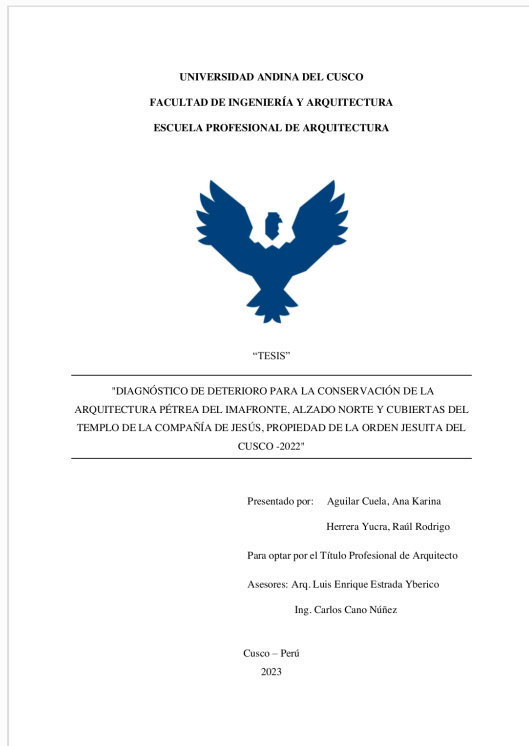 UNIVERSIDAD ANDINA DEL CUSCO
FACULTAD DE INGENIERÍA Y ARQUITECTURA
ESCUELA PROFESIONAL DE ARQUITECTURA
“TESIS”
"DIAGNÓSTICO DE DETERIORO PARA LA CONSERVACIÓN DE LA
ARQUITECTURA PÉTREA DEL IMAFRONTE, ALZADO NORTE Y CUBIERTAS DEL
TEMPLO DE LA COMPAÑÍA DE JESÚS, PROPIEDAD DE LA ORDEN JESUITA DEL
CUSCO -2022"
Presentado por: Aguilar Cuela, Ana Karina
Herrera Yucra, Raúl Rodrigo
Para optar por el Título Profesional de Arquitecto
Asesores: Arq. Luis Enrique Estrada Yberico
Ing. Carlos Cano Núñez
Cusco – Perú
2023